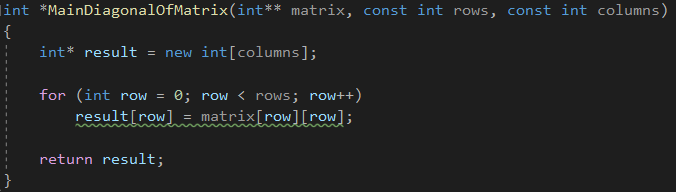 int *MainDiagonalOfMatrix(int** matrix, const int rows, const int columns)
{
int* result = new int[columns];
for (int row = 0; row < rows; row++)
result[row] = matrix[row][row];
return result;
}